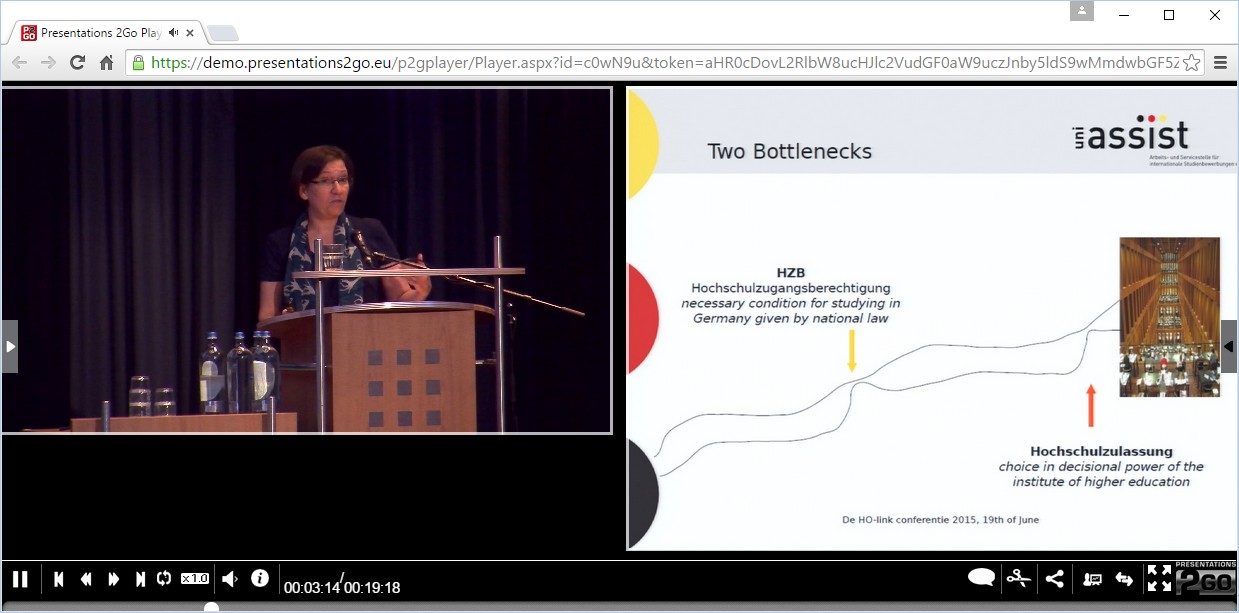 Presentations 2Go Play
https://demo.presentations2go.eu/p2gplayer/Player.aspx?id=c0wN9u&token=aHR0cDovL2RlbW8ucHJlc2VudGF0aW9uczJnby5ldS9wMmdwbGF5Z
Two Bottlenecks
uni assist
Arbeits- und Servicestelle für
internationale Studienbewerbungen
HZB
Hochschulzugangsberechtigung
necessary condition for studying in
Germany given by national law
Hochschulzulassung
choice in decisional power of the
institute of higher education
De HO-link conferentie 2015, 19th of June
x1.0
00:03:14/00:19:18
PRESENTATIONS
2GO